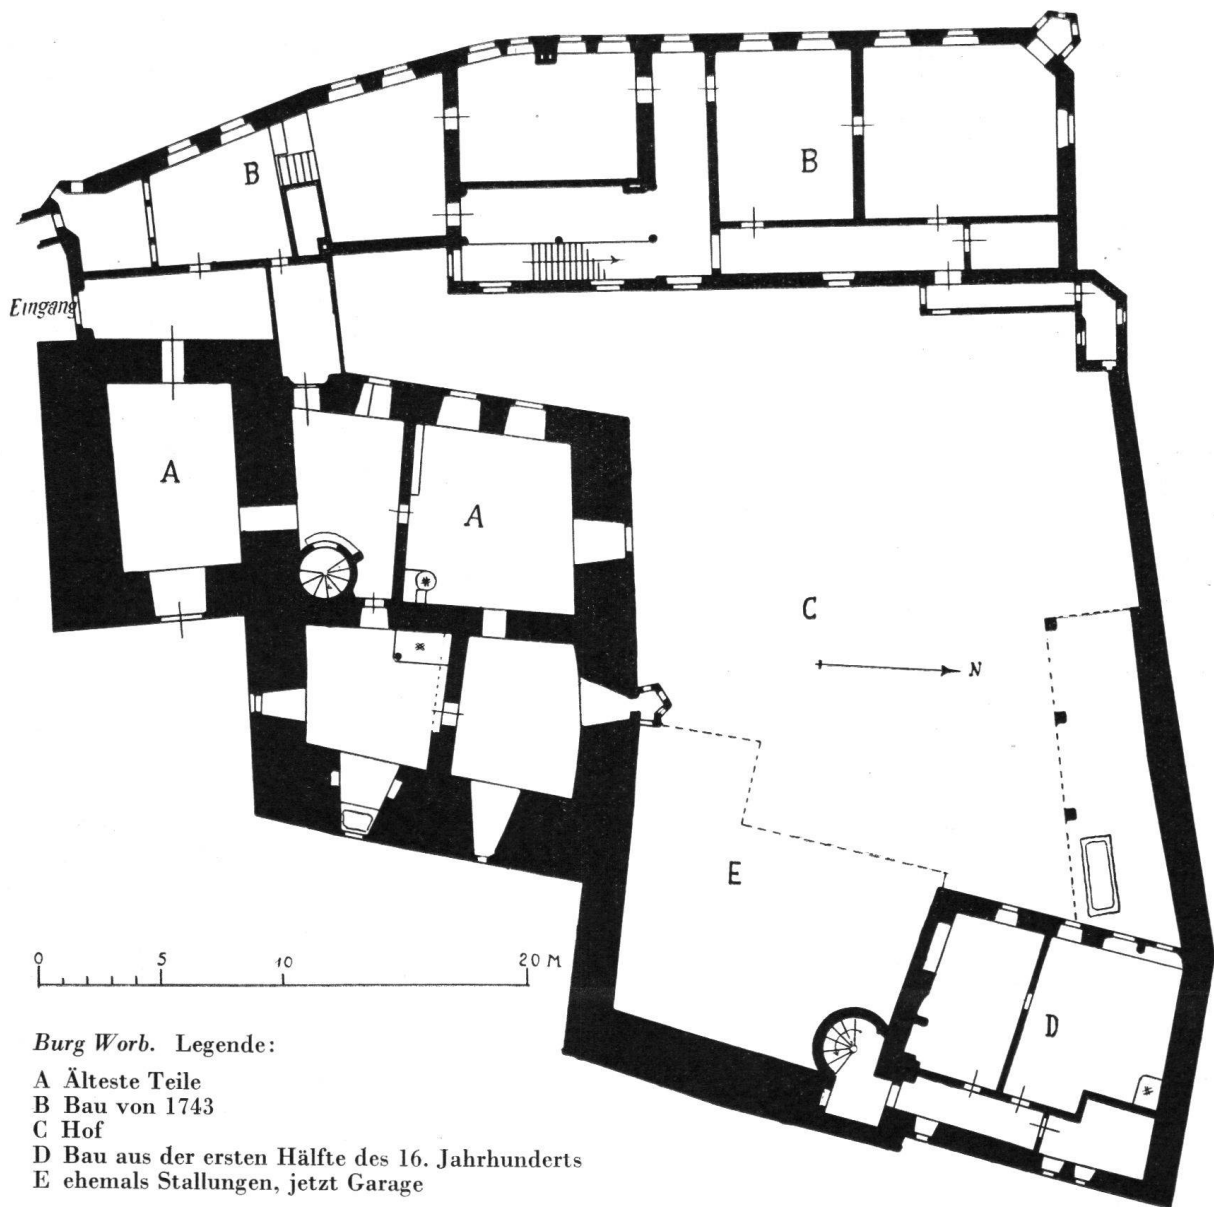 B
B
Eingang
A
A
C
N
E
D
0 5 10 20 M
Burg Worb. Legende:
A Älteste Teile
B Bau von 1743
C Hof
D Bau aus der ersten Hälfte des 16. Jahrhunderts
E ehemals Stallungen, jetzt Garage